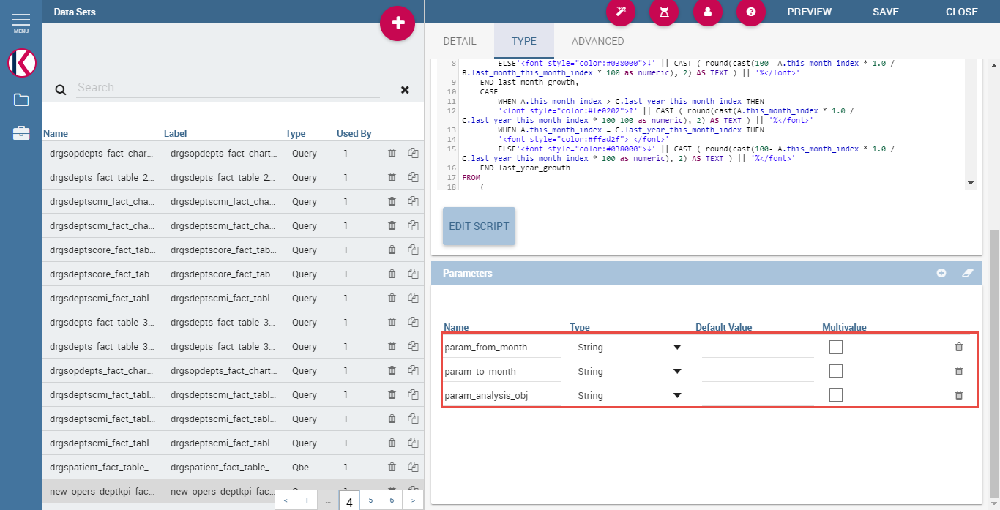 MENU
Data Sets
PREVIEW
SAVE
CLOSE
DETAIL
TYPE
ADVANCED
Search
Name Label Type Used By
drgsopdepts_fact_char... drgsopdepts_fact_chart... Query 1
drgsdepts_fact_table_2... drgsdepts_fact_table_2... Query 1
drgsdeptscmi_fact_cha... drgsdeptscmi_fact_cha... Query 1
drgsdeptscmi_fact_cha... drgsdeptscmi_fact_cha... Query 1
drgsdeptscore_fact_tab... drgsdeptscore_fact_tab... Query 1
drgsdeptscore_fact_tab... drgsdeptscore_fact_tab... Query 1
drgsdeptscmi_fact_tabl... drgsdeptscmi_fact_tabl... Query 1
drgsdepts_fact_table_3... drgsdepts_fact_table_3... Query 1
drgsdepts_fact_table_3... drgsdepts_fact_table_3... Query 1
drgsopdepts_fact_char... drgsopdepts_fact_chart... Query 1
drgsdeptscmi_fact_tabl... drgsdeptscmi_fact_tabl... Query 1
drgsdeptscmi_fact_tabl... drgsdeptscmi_fact_tabl... Query 1
drgsdeptscmi_fact_tabl... drgsdeptscmi_fact_tabl... Query 1
drgspatient_fact_table_... drgspatient_fact_table_... Qbe 1
new_opers_deptkpi_fac... new_opers_deptkpi_fac...
< 1 ... 4 5 6 >
8 ELSE'<font style="color:#038000">↓' || CAST ( round(cast(100- A.this_month_index * 1.0 /
B.last_month_this_month_index * 100 as numeric), 2) AS TEXT ) || '%</font>'
9 END last_month_growth,
10 CASE
11 WHEN A.this_month_index > C.last_year_this_month_index THEN
12 '<font style="color:#fe0202">↑' || CAST ( round(cast(A.this_month_index * 1.0 /
C.last_year_this_month_index * 100-100 as numeric), 2) AS TEXT ) || '%</font>'
13 WHEN A.this_month_index = C.last_year_this_month_index THEN
14 '<font style="color:#ffad2f">-</font>'
15 ELSE'<font style="color:#038000">↓' || CAST ( round(cast(100- A.this_month_index * 1.0 /
C.last_year_this_month_index * 100 as numeric), 2) AS TEXT ) || '%</font>'
16 END last_year_growth
17 FROM
18 (
EDIT SCRIPT
Parameters
Name Type Default Value Multivalue
param_from_month String
param_to_month String
param_analysis_obj String